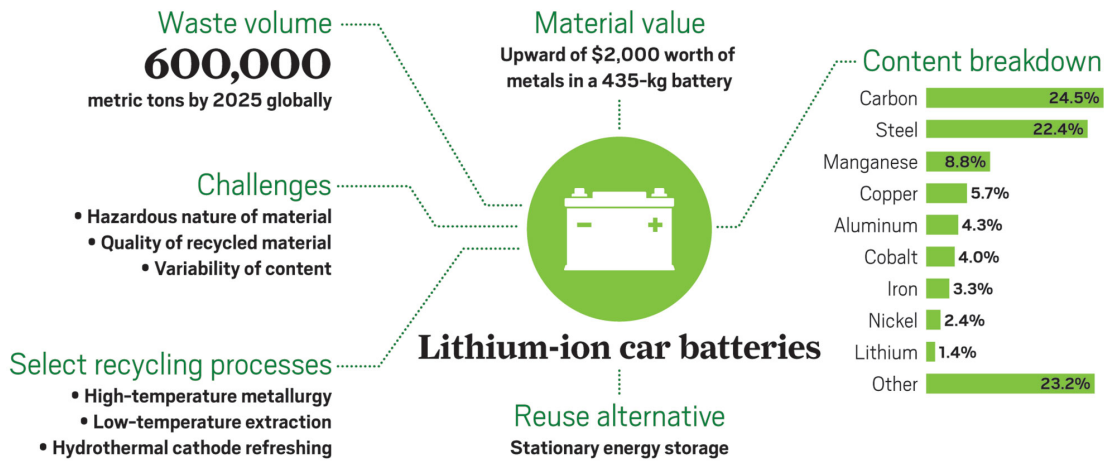 Waste volume
600,000
metric tons by 2025 globally
Challenges
• Hazardous nature of material
• Quality of recycled material
• Variability of content
Select recycling processes
• High-temperature metallurgy
• Low-temperature extraction
• Hydrothermal cathode refreshing
Material value
Upward of $2,000 worth of
metals in a 435-kg battery
Lithium-ion car batteries
Reuse alternative
Stationary energy storage
Content breakdown
Carbon 24.5%
Steel 22.4%
Manganese 8.8%
Copper 5.7%
Aluminum 4.3%
Cobalt 4.0%
Iron 3.3%
Nickel 2.4%
Lithium 1.4%
Other 23.2%